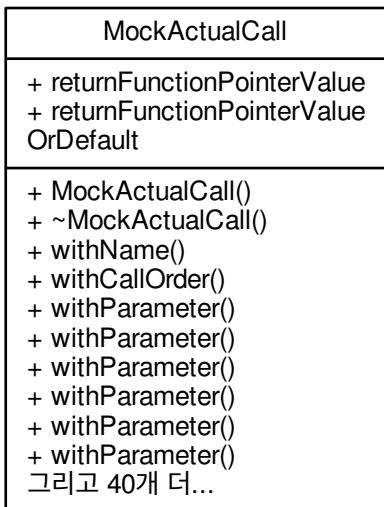 MockActualCall
+ returnFunctionPointerValue
+ returnFunctionPointerValue
OrDefault
+ MockActualCall()
+ ~MockActualCall()
+ withName()
+ withCallOrder()
+ withParameter()
+ withParameter()
+ withParameter()
+ withParameter()
+ withParameter()
+ withParameter()
그리고 40개 더...